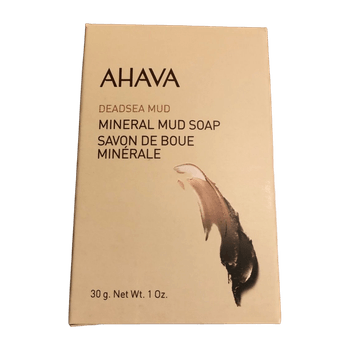 AHAVA
DEADSEA MUD
MINERAL MUD SOAP
SAVON DE BOUE
MINÉRALE
30 g. Net Wt. 1 Oz.